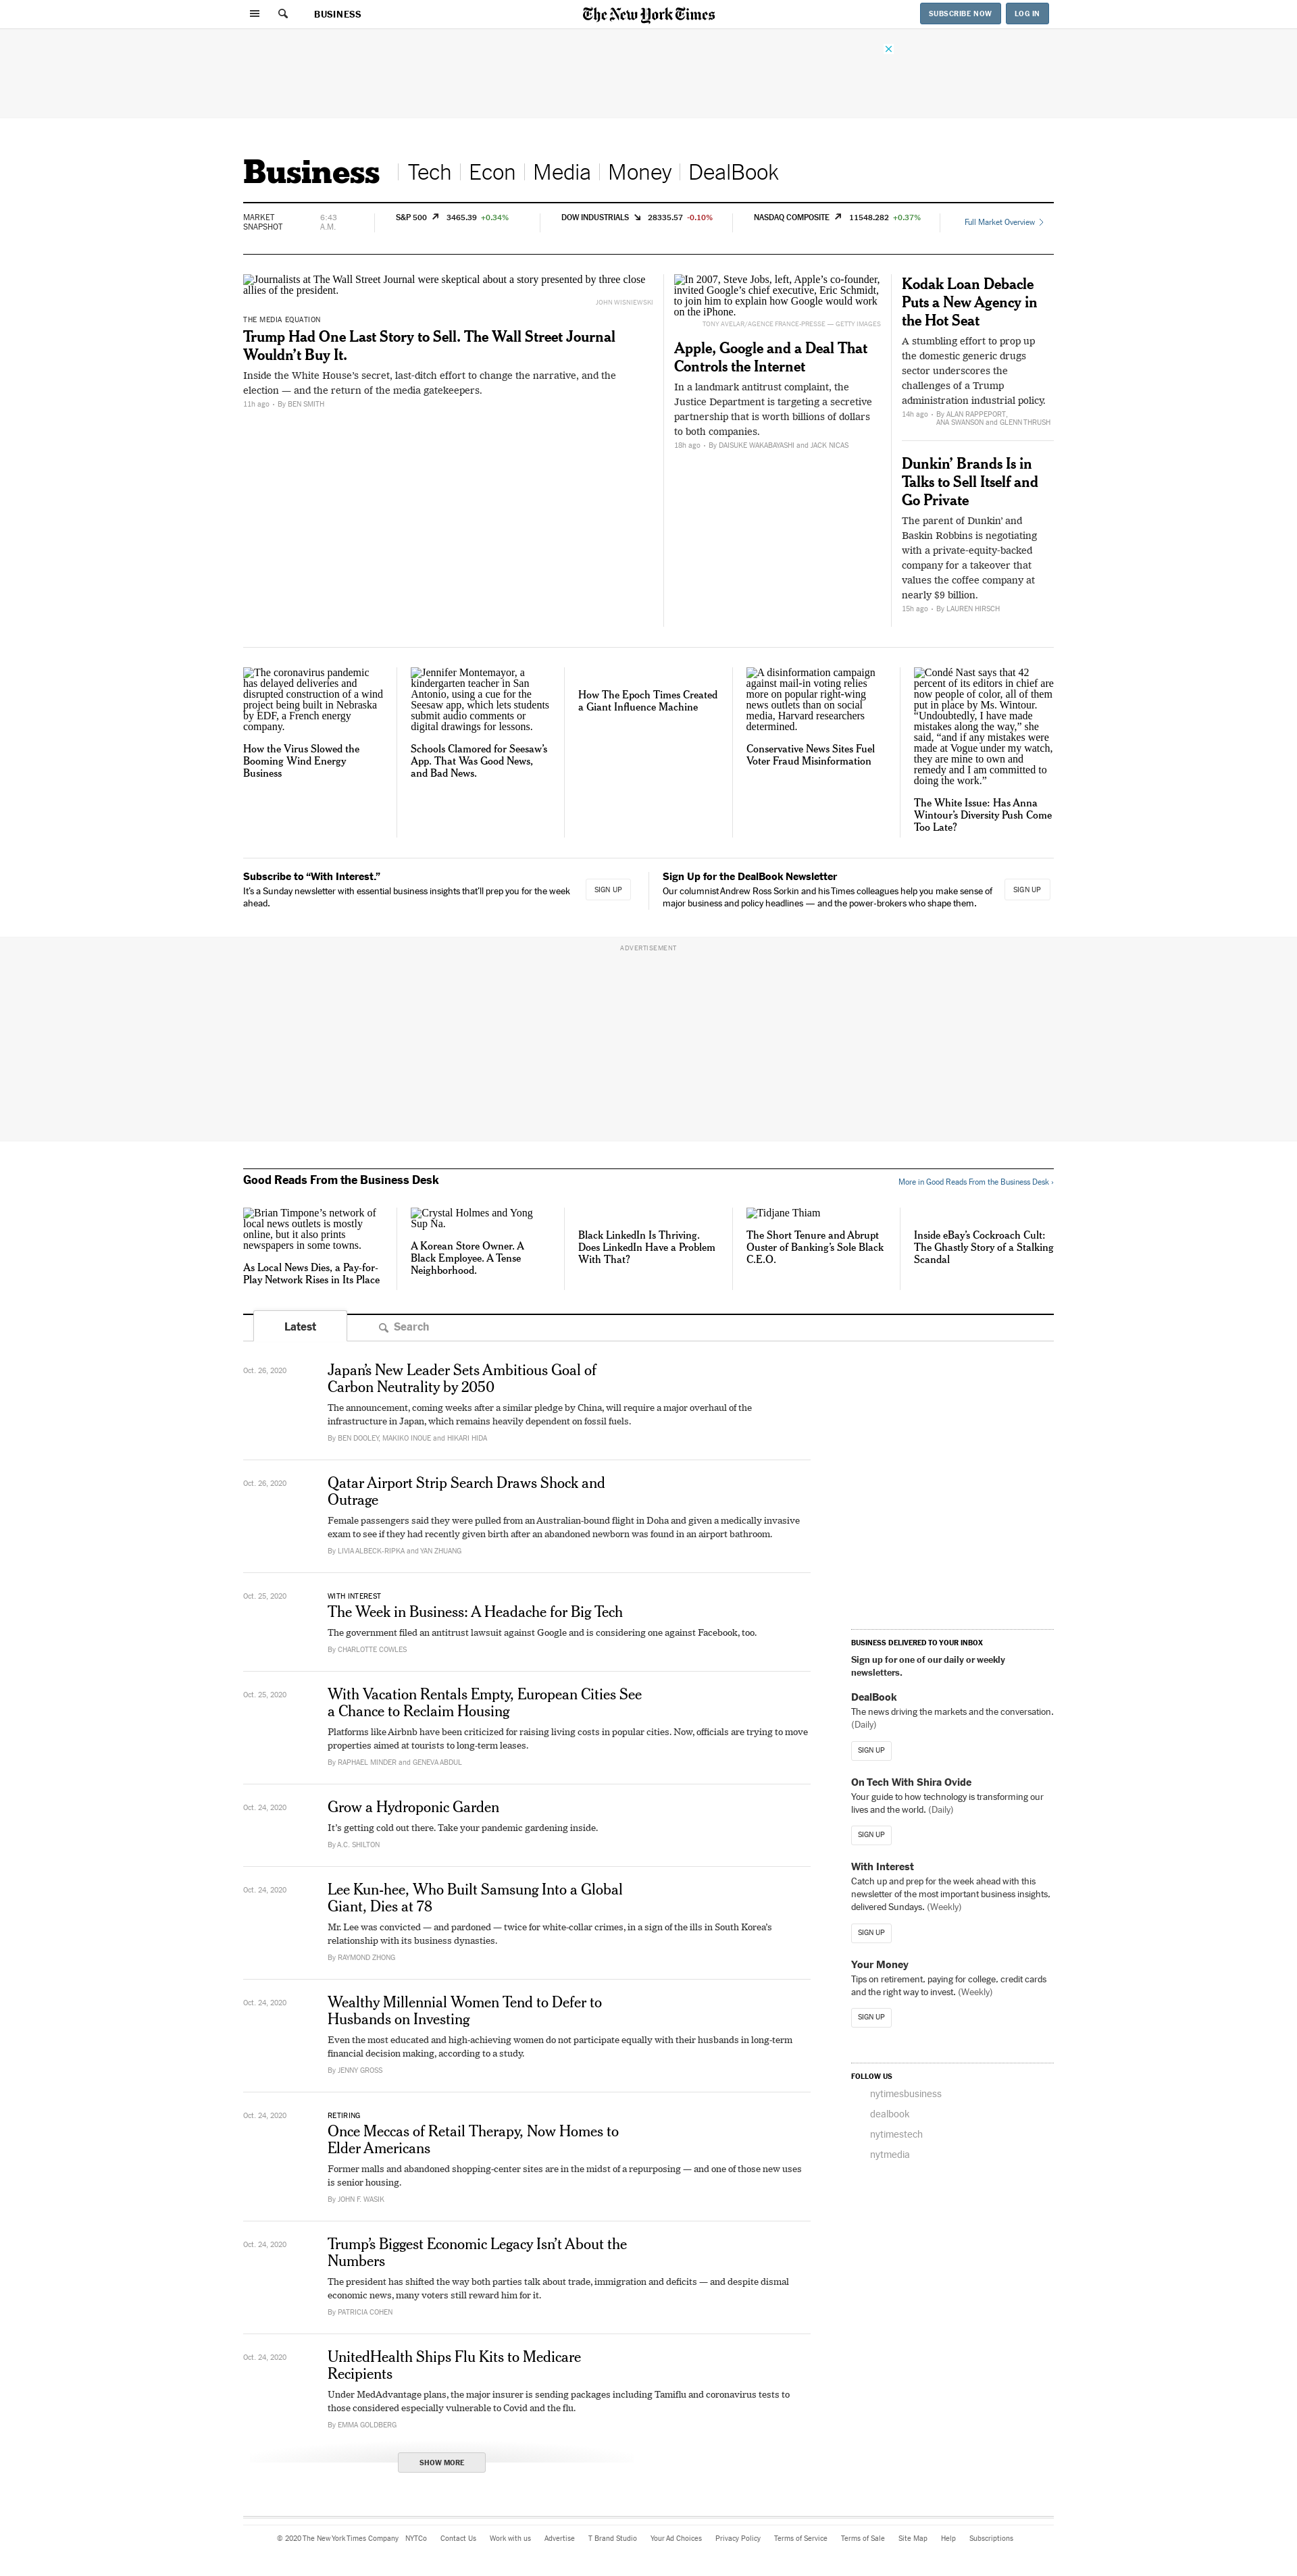 BUSINESS
The New York Times
SUBSCRIBE NOW
LOG IN
Business
Tech
Econ
Media
Money
DealBook
MARKET
SNAPSHOT
6:43
A.M.
S&P 500 3465.39 +0.34%
DOW INDUSTRIALS 28335.57 -0.10%
NASDAQ COMPOSITE 11548.282 +0.37%
Full Market Overview
Journalists at The Wall Street Journal were skeptical about a story presented by three close
allies of the president.
JOHN WISNIEWSKI
THE MEDIA EQUATION
Trump Had One Last Story to Sell. The Wall Street Journal
Wouldn’t Buy It.
Inside the White House’s secret, last-ditch effort to change the narrative, and the
election — and the return of the media gatekeepers.
11h ago • By BEN SMITH
In 2007, Steve Jobs, left, Apple’s co-founder,
invited Google’s chief executive, Eric Schmidt,
to join him to explain how Google would work
on the iPhone.
TONY AVELAR/AGENCE FRANCE-PRESSE — GETTY IMAGES
Apple, Google and a Deal That
Controls the Internet
In a landmark antitrust complaint, the
Justice Department is targeting a secretive
partnership that is worth billions of dollars
to both companies.
18h ago • By DAISUKE WAKABAYASHI and JACK NICAS
Kodak Loan Debacle
Puts a New Agency in
the Hot Seat
A stumbling effort to prop up
the domestic generic drugs
sector underscores the
challenges of a Trump
administration industrial policy.
14h ago • By ALAN RAPPEPORT,
ANA SWANSON and GLENN THRUSH
Dunkin’ Brands Is in
Talks to Sell Itself and
Go Private
The parent of Dunkin’ and
Baskin Robbins is negotiating
with a private-equity-backed
company for a takeover that
values the coffee company at
nearly $9 billion.
15h ago • By LAUREN HIRSCH
The coronavirus pandemic
has delayed deliveries and
disrupted construction of a wind
project being built in Nebraska
by EDF, a French energy
company.
How the Virus Slowed the
Booming Wind Energy
Business
Jennifer Montemayor, a
kindergarten teacher in San
Antonio, using a cue for the
Seesaw app, which lets students
submit audio comments or
digital drawings for lessons.
Schools Clamored for Seesaw’s
App. That Was Good News,
and Bad News.
How The Epoch Times Created
a Giant Influence Machine
A disinformation campaign
against mail-in voting relies
more on popular right-wing
news outlets than on social
media, Harvard researchers
determined.
Conservative News Sites Fuel
Voter Fraud Misinformation
Condé Nast says that 42
percent of its editors in chief are
now people of color, all of them
put in place by Ms. Wintour.
“Undoubtedly, I have made
mistakes along the way,” she
said, “and if any mistakes were
made at Vogue under my watch,
they are mine to own and
remedy and I am committed to
doing the work.”
The White Issue: Has Anna
Wintour’s Diversity Push Come
Too Late?
Subscribe to “With Interest.”
It’s a Sunday newsletter with essential business insights that’ll prep you for the week
ahead.
SIGN UP
Sign Up for the DealBook Newsletter
Our columnist Andrew Ross Sorkin and his Times colleagues help you make sense of
major business and policy headlines — and the power-brokers who shape them.
SIGN UP
ADVERTISEMENT
Good Reads From the Business Desk
More in Good Reads From the Business Desk ›
Brian Timpone’s network of
local news outlets is mostly
online, but it also prints
newspapers in some towns.
As Local News Dies, a Pay-for-
Play Network Rises in Its Place
Crystal Holmes and Yong
Sup Na.
A Korean Store Owner. A
Black Employee. A Tense
Neighborhood.
Black LinkedIn Is Thriving.
Does LinkedIn Have a Problem
With That?
Tidjane Thiam
The Short Tenure and Abrupt
Ouster of Banking’s Sole Black
C.E.O.
Inside eBay’s Cockroach Cult:
The Ghastly Story of a Stalking
Scandal
Latest
Search
Oct. 26, 2020
Japan’s New Leader Sets Ambitious Goal of
Carbon Neutrality by 2050
The announcement, coming weeks after a similar pledge by China, will require a major overhaul of the
infrastructure in Japan, which remains heavily dependent on fossil fuels.
By BEN DOOLEY, MAKIKO INOUE and HIKARI HIDA
Oct. 26, 2020
Qatar Airport Strip Search Draws Shock and
Outrage
Female passengers said they were pulled from an Australian-bound flight in Doha and given a medically invasive
exam to see if they had recently given birth after an abandoned newborn was found in an airport bathroom.
By LIVIA ALBECK-RIPKA and YAN ZHUANG
Oct. 25, 2020
WITH INTEREST
The Week in Business: A Headache for Big Tech
The government filed an antitrust lawsuit against Google and is considering one against Facebook, too.
By CHARLOTTE COWLES
Oct. 25, 2020
With Vacation Rentals Empty, European Cities See
a Chance to Reclaim Housing
Platforms like Airbnb have been criticized for raising living costs in popular cities. Now, officials are trying to move
properties aimed at tourists to long-term leases.
By RAPHAEL MINDER and GENEVA ABDUL
Oct. 24, 2020
Grow a Hydroponic Garden
It’s getting cold out there. Take your pandemic gardening inside.
By A.C. SHILTON
Oct. 24, 2020
Lee Kun-hee, Who Built Samsung Into a Global
Giant, Dies at 78
Mr. Lee was convicted — and pardoned — twice for white-collar crimes, in a sign of the ills in South Korea’s
relationship with its business dynasties.
By RAYMOND ZHONG
Oct. 24, 2020
Wealthy Millennial Women Tend to Defer to
Husbands on Investing
Even the most educated and high-achieving women do not participate equally with their husbands in long-term
financial decision making, according to a study.
By JENNY GROSS
Oct. 24, 2020
RETIRING
Once Meccas of Retail Therapy, Now Homes to
Elder Americans
Former malls and abandoned shopping-center sites are in the midst of a repurposing — and one of those new uses
is senior housing.
By JOHN F. WASIK
Oct. 24, 2020
Trump’s Biggest Economic Legacy Isn’t About the
Numbers
The president has shifted the way both parties talk about trade, immigration and deficits — and despite dismal
economic news, many voters still reward him for it.
By PATRICIA COHEN
Oct. 24, 2020
UnitedHealth Ships Flu Kits to Medicare
Recipients
Under MedAdvantage plans, the major insurer is sending packages including Tamiflu and coronavirus tests to
those considered especially vulnerable to Covid and the flu.
By EMMA GOLDBERG
SHOW MORE
BUSINESS DELIVERED TO YOUR INBOX
Sign up for one of our daily or weekly
newsletters.
DealBook
The news driving the markets and the conversation.
(Daily)
SIGN UP
On Tech With Shira Ovide
Your guide to how technology is transforming our
lives and the world. (Daily)
SIGN UP
With Interest
Catch up and prep for the week ahead with this
newsletter of the most important business insights,
delivered Sundays. (Weekly)
SIGN UP
Your Money
Tips on retirement, paying for college, credit cards
and the right way to invest. (Weekly)
SIGN UP
FOLLOW US
nytimesbusiness
dealbook
nytimestech
nytmedia
© 2020 The New York Times Company NYTCo Contact Us Work with us Advertise T Brand Studio Your Ad Choices Privacy Policy Terms of Service Terms of Sale Site Map Help Subscriptions